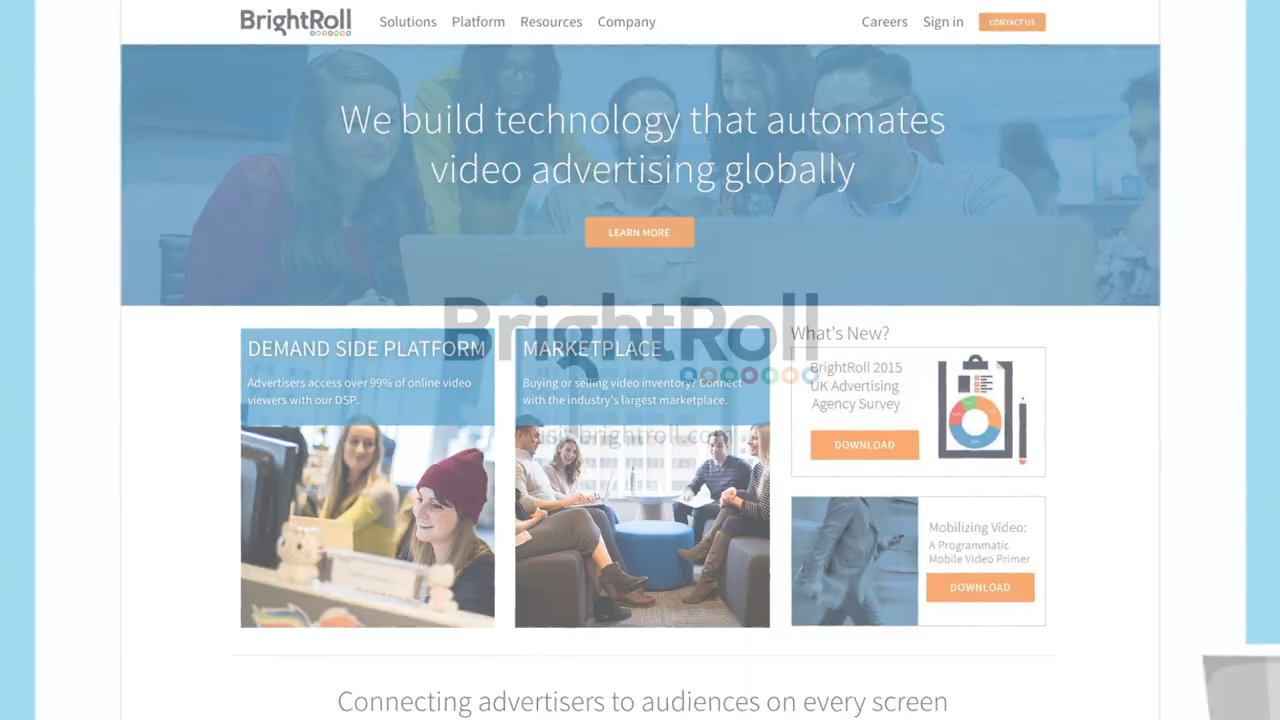 BrightRoll
Solutions Platform Resources Company
Careers Sign in CONTACT US
We build technology that automates
video advertising globally
LEARN MORE
BrightRoll
DEMAND SIDE PLATFORM
Advertisers access over 99% of online video
viewers with our DSP.
MARKETPLACE
Buying or selling video inventory? Connect
with the industry's largest marketplace.
visit brightroll.com
What's New?
BrightRoll 2015
UK Advertising
Agency Survey
DOWNLOAD
Mobilizing Video:
A Programmatic
Mobile Video Primer
DOWNLOAD
Connecting advertisers to audiences on every screen